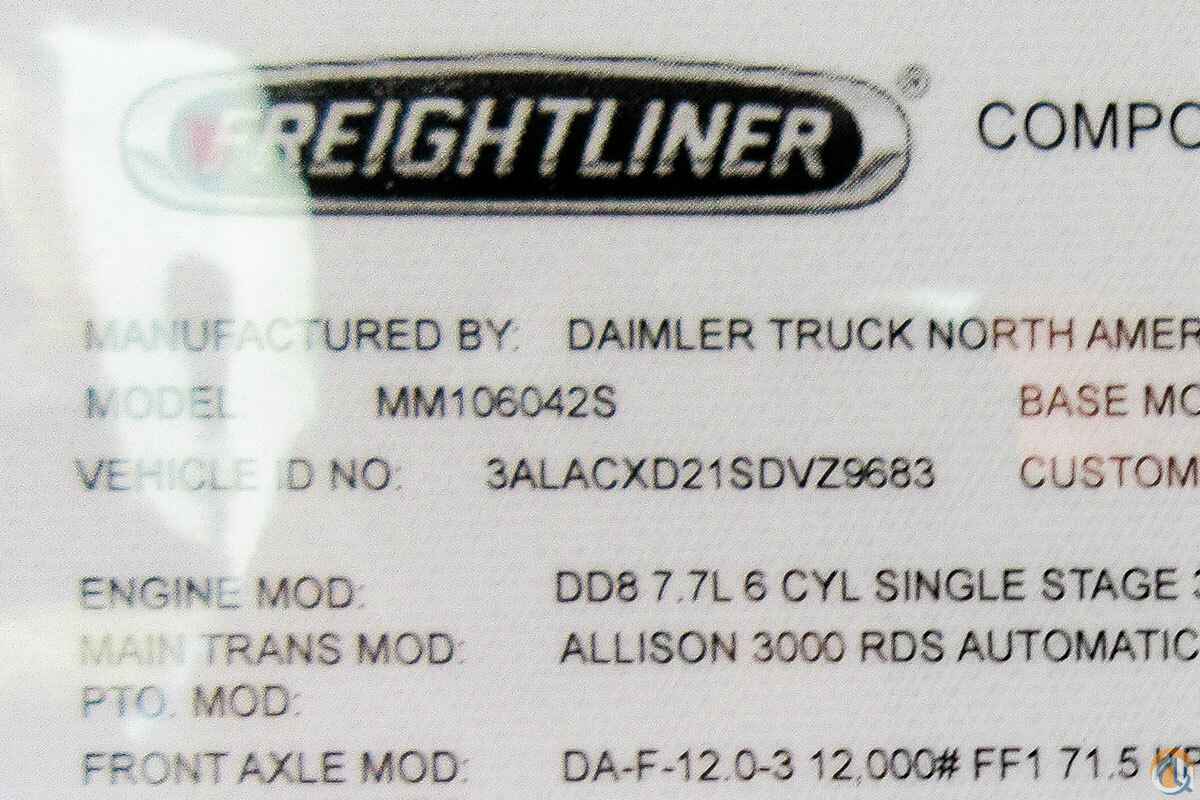 FREIGHTLINER ® COMPO
MANUFACTURED BY: DAIMLER TRUCK NORTH AMER
MODEL MM106042S BASE MO
VEHICLE ID NO: 3ALACXD21SDVZ9683 CUSTOM
ENGINE MOD: DD8 7.7L 6 CYL SINGLE STAGE
MAIN TRANS MOD: ALLISON 3000 RDS AUTOMATIC
PTO. MOD:
FRONT AXLE MOD: DA-F-12.0-3 12,000# FF1 71.5